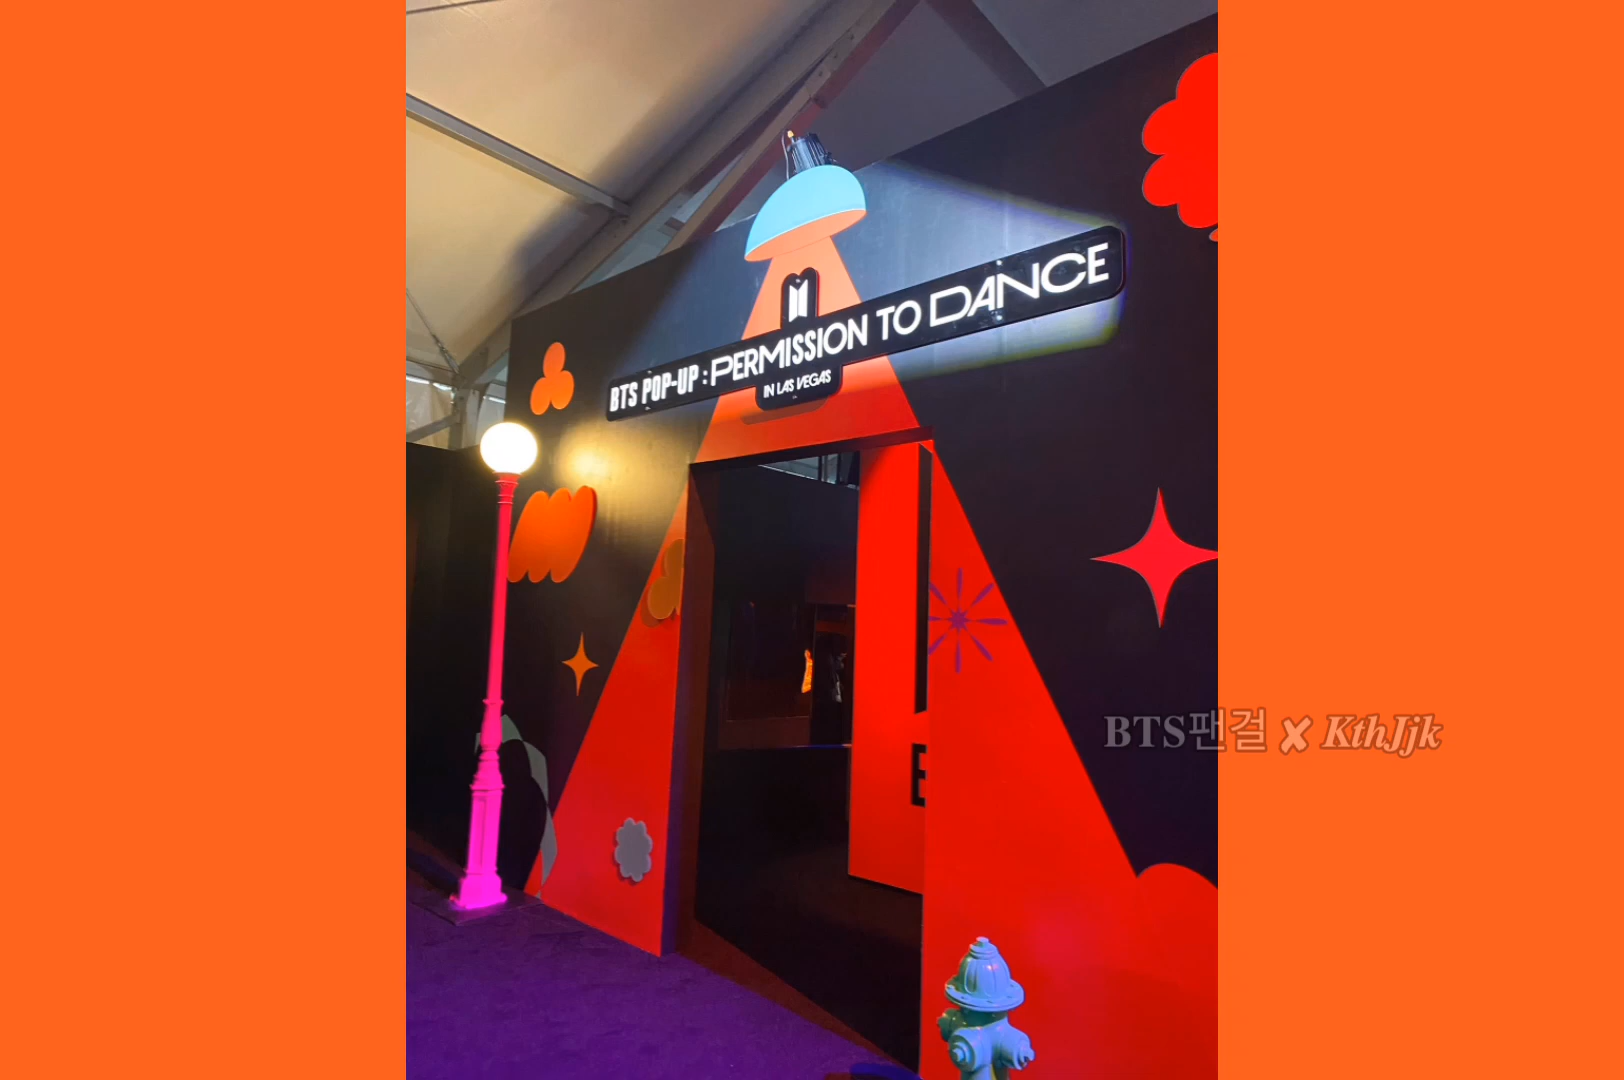 BTS POP-UP : PERMISSION TO DANCE
IN LAS VEGAS
E
BTS팬걸 ✘ KthJjk